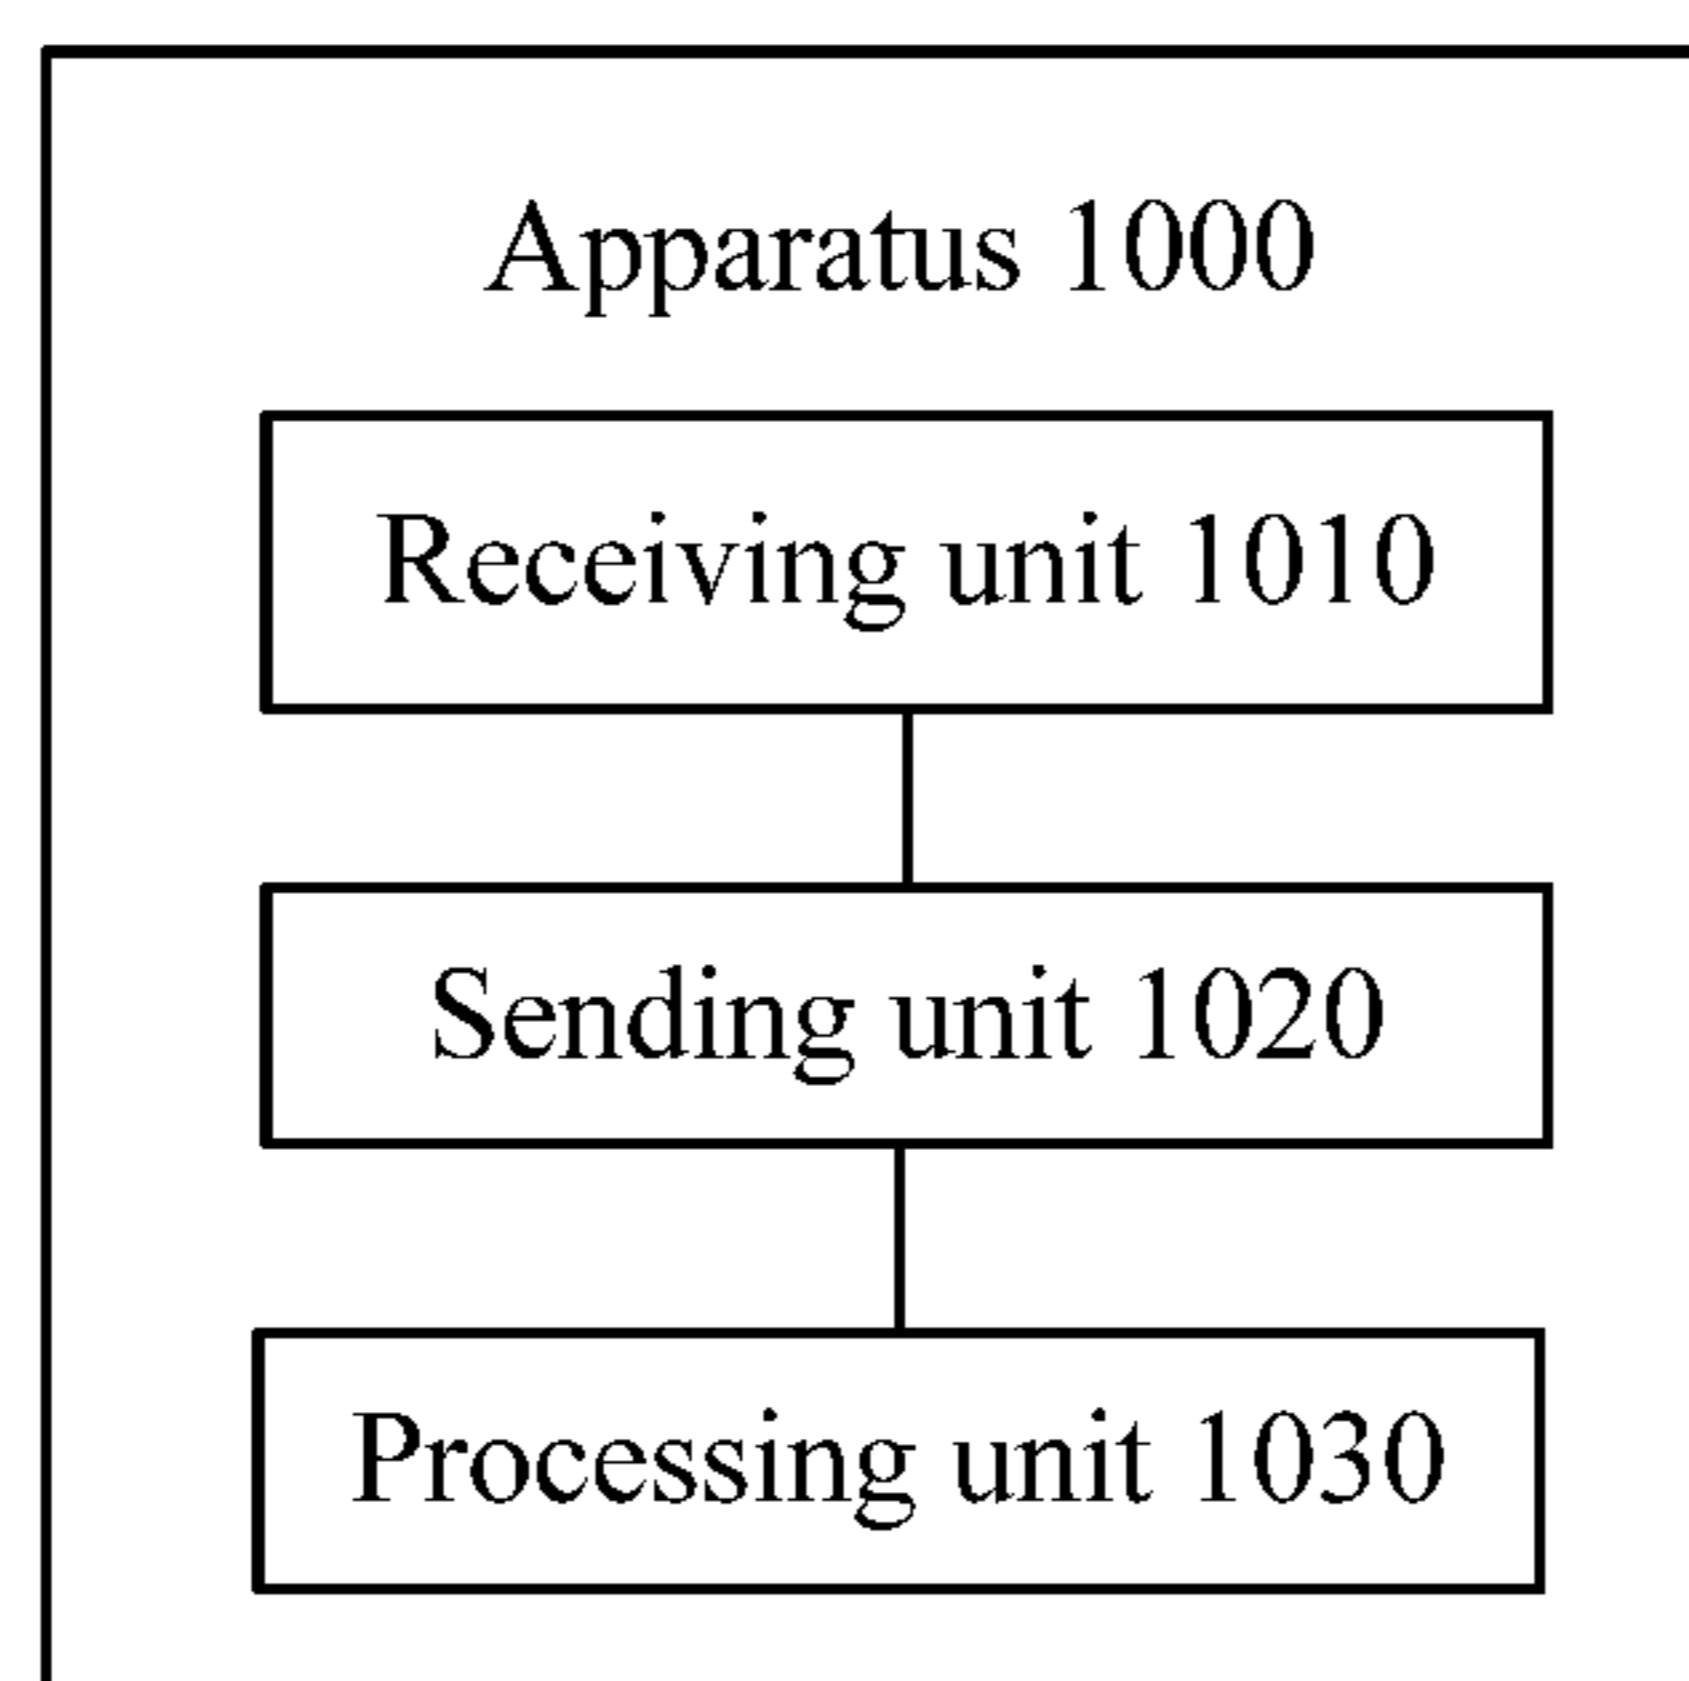 Apparatus 1000
Receiving unit 1010
Sending unit 1020
Processing unit 1030